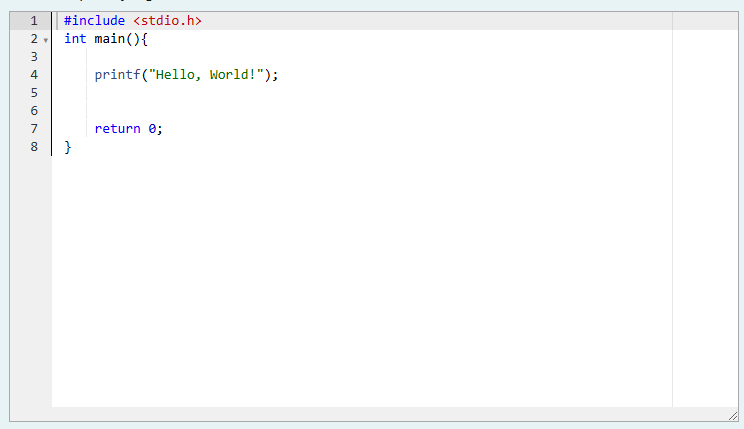 1 #include <stdio.h>
2 int main(){
3
4     printf("Hello, World!");
5
6
7     return 0;
8 }